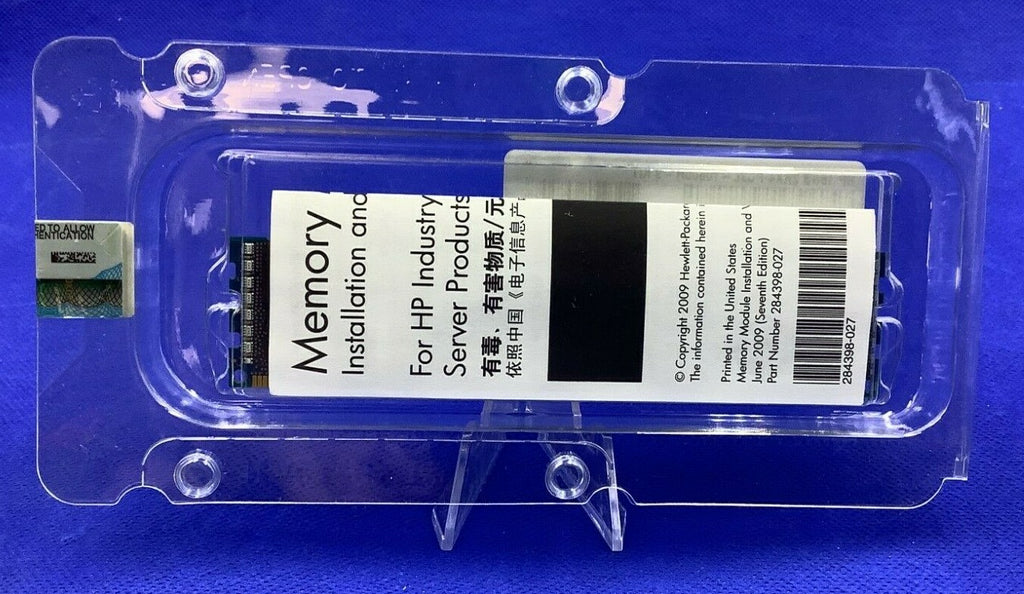 ED TO ALLOW
HENTICATION
Memory
Installation and
For HP Industry
Server Products
有毒、有害物质/元
依照中国《电子信息产
© Copyright 2009 Hewlett-Packar
The information contained herein i
Printed in the United States
Memory Module Installation and
June 2009 (Seventh Edition)
Part Number 284398-027
284398-027